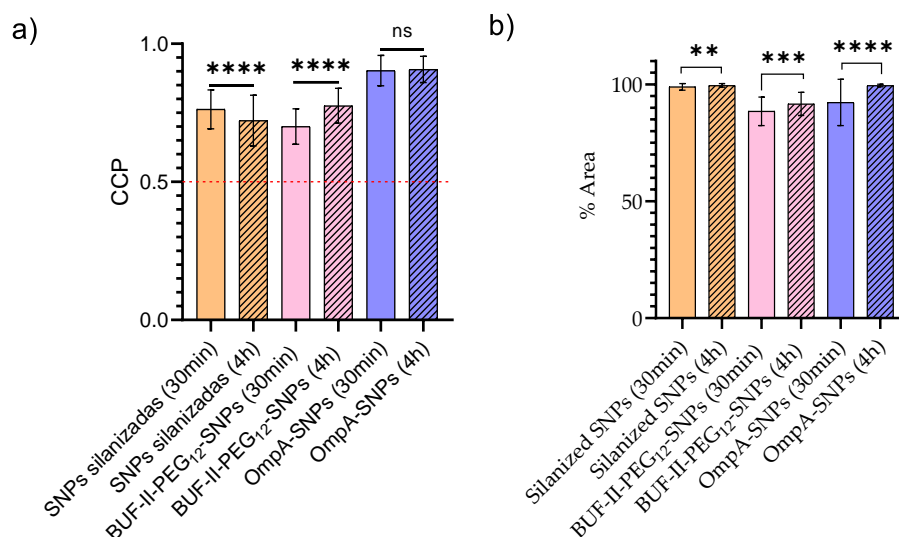 a)
CCP
1.0
0.5
0.0
****
****
ns
SNPs silanizadas (30min)
SNPs silanizadas (4h)
BUF-II-PEG₁₂-SNPs (30min)
BUF-II-PEG₁₂-SNPs (4h)
OmpA-SNPs (30min)
OmpA-SNPs (4h)
b)
% Area
100
50
0
**
***
****
Silanized SNPs (30min)
Silanized SNPs (4h)
BUF-II-PEG₁₂-SNPs (30min)
BUF-II-PEG₁₂-SNPs (4h)
OmpA-SNPs (30min)
OmpA-SNPs (4h)